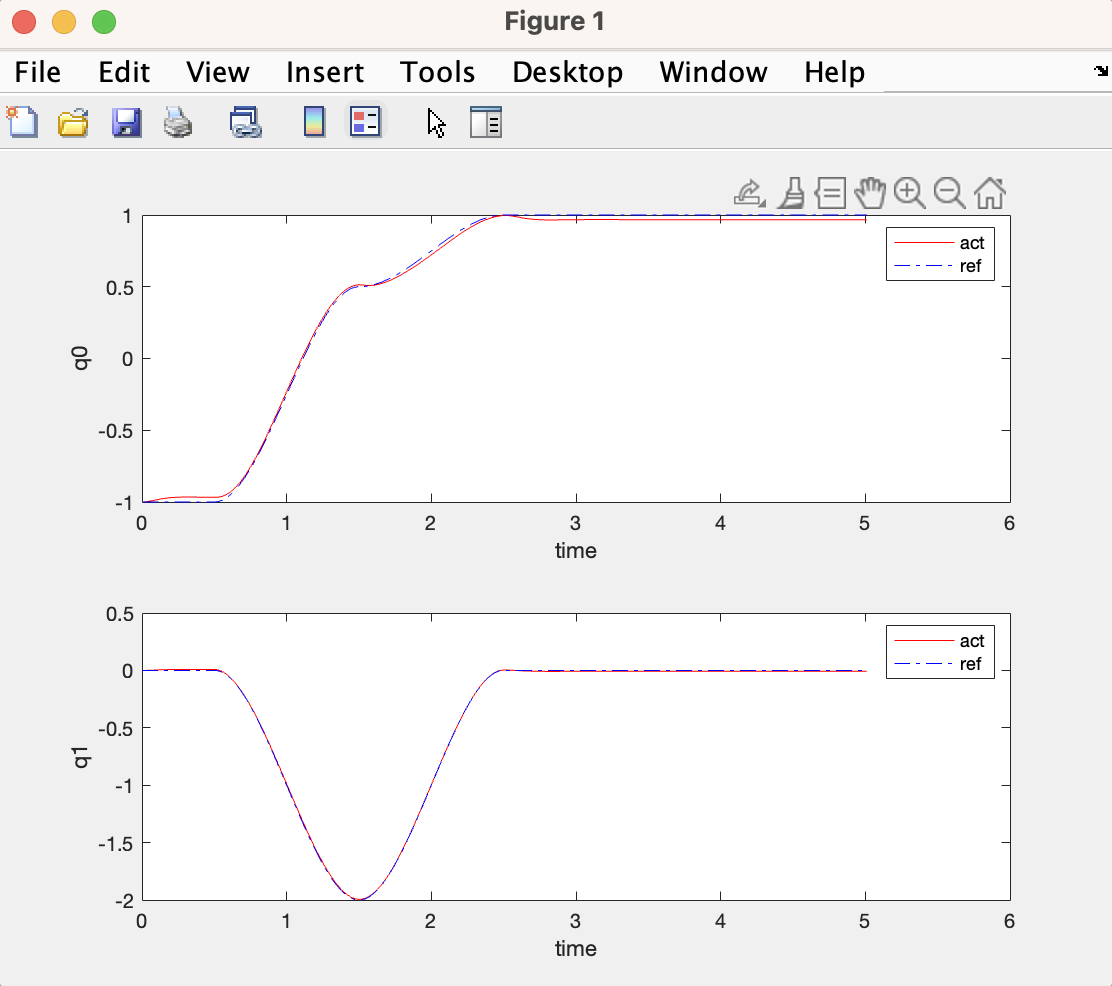 Figure 1
File Edit View Insert Tools Desktop Window Help
1
0.5
0
-0.5
-1
q0
act
ref
0 1 2 3 4 5 6
time
0.5
0
-0.5
-1
-1.5
-2
q1
act
ref
0 1 2 3 4 5 6
time